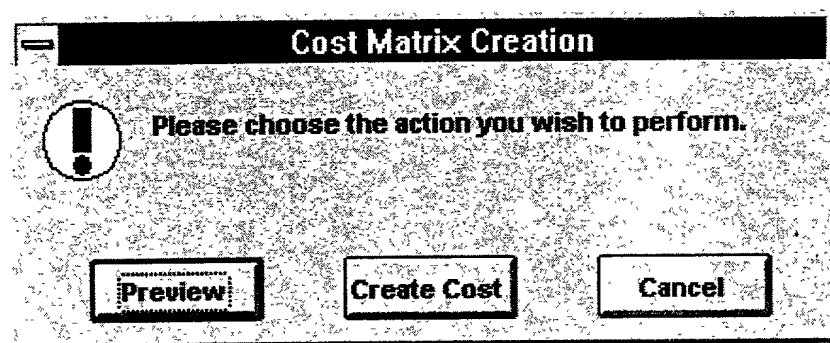 Cost Matrix Creation
Please choose the action you wish to perform.
Preview
Create Cost
Cancel